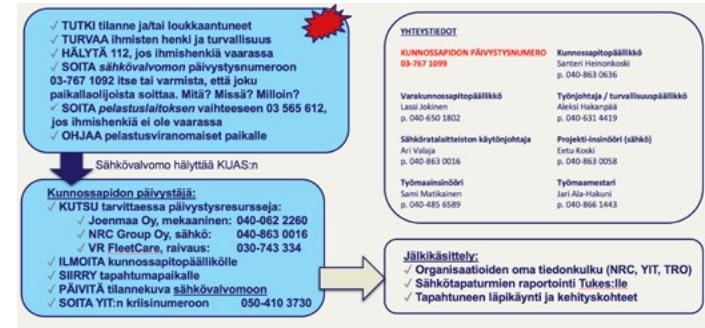 ✓ TUTKI tilanne ja/tai loukkaantuneet
✓ TURVAA ihmisten henki ja turvallisuus
✓ HÄLYTÄ 112, jos ihmishenkiä vaarassa
✓ SOITA sähkövalvomon päivystysnumeroon
03-767 1092 itse tai varmista, että joku
paikallaolijoista soittaa. Mitä? Missä? Milloin?
✓ SOITA pelastuslaitoksen vaihteeseen 03 565 612,
jos ihmishenkiä ei ole vaarassa
✓ OHJAA pelastusviranomaiset paikalle
Sähkövalvomo hälyttää KUAS:n
Kunnossapidon päivystäjä:
✓ KUTSU tarvittaessa päivystysresursseja:
✓ Joenmaa Oy, mekaaninen: 040-062 2260
✓ NRC Group Oy, sähkö: 040-863 0016
✓ VR FleetCare, raivaus: 030-743 334
✓ ILMOITA kunnossapitopäällikölle
✓ SIIRRY tapahtumapaikalle
✓ PÄIVITÄ tilannekuva sähkövalvomoon
✓ SOITA YIT:n kriisinumeroon 050-410 3730
YHTEYSTIEDOT
KUNNOSSAPIDON PÄIVYSTYSNUMERO
03-767 1099
Kunnossapitopäällikkö
Santeri Heinonkoski
p. 040-863 0636
Varakunnossapitopäällikkö
Lassi Jokinen
p. 040-650 1802
Työnjohtaja / turvallisuuspäällikkö
Aleksi Hakanpää
p. 040-631 4419
Sähköratalaitteiston käytönjohtaja
Ari Valaja
p. 040-863 0016
Projekti-insinööri (sähkö)
Eetu Koski
p. 040-863 0058
Työmaainsinööri
Sami Matikainen
p. 040-485 6589
Työmaamestari
Jari Ala-Hakuni
p. 040-866 1443
Jälkikäsittely:
✓ Organisaatioiden oma tiedonkulku (NRC, YIT, TRO)
✓ Sähkötapaturmien raportointi Tukes:lle
✓ Tapahtuneen läpikäynti ja kehityskohteet